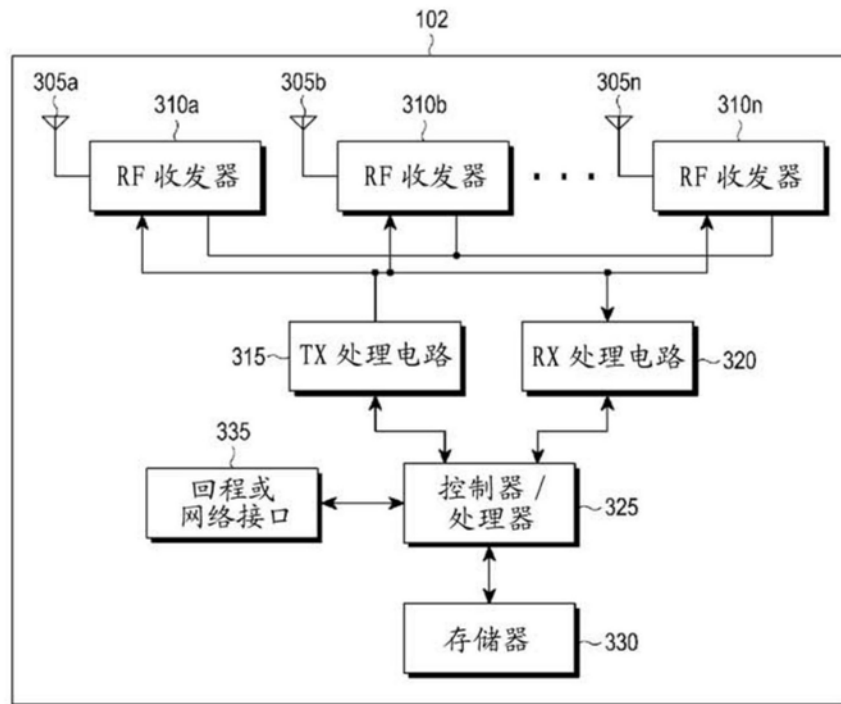 102
305a
305b
305n
310a
310b
310n
RF 收发器
RF 收发器
RF 收发器
315
TX 处理电路
RX 处理电路
320
335
回程或
网络接口
控制器 /
处理器
325
存储器
330